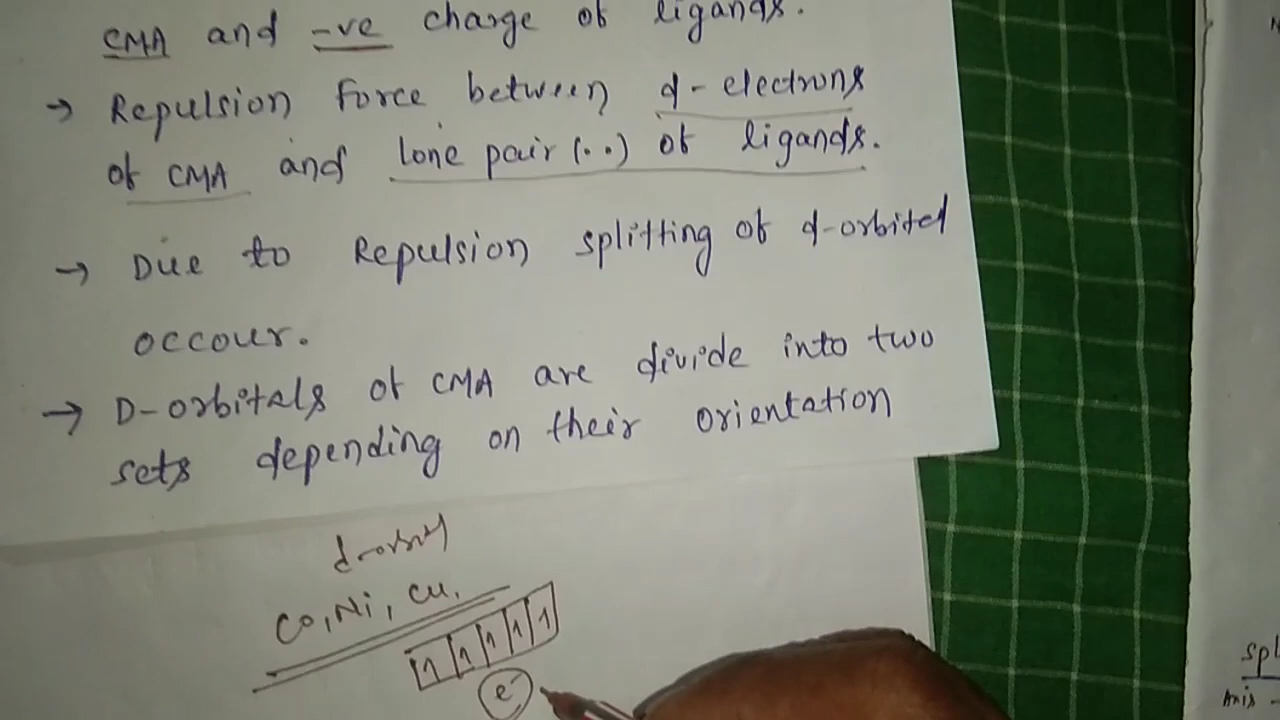 CMA and -ve charge of ligands.
→ Repulsion force between d-electrons
of CMA and lone pair (..) of ligands.
→ Due to Repulsion splitting of d-orbital
occour.
→ D-orbitals of CMA are divide into two
sets depending on their orientation
Co, Ni, Cu.
1 1 1 1 1
e⁻
Spl
Axis -